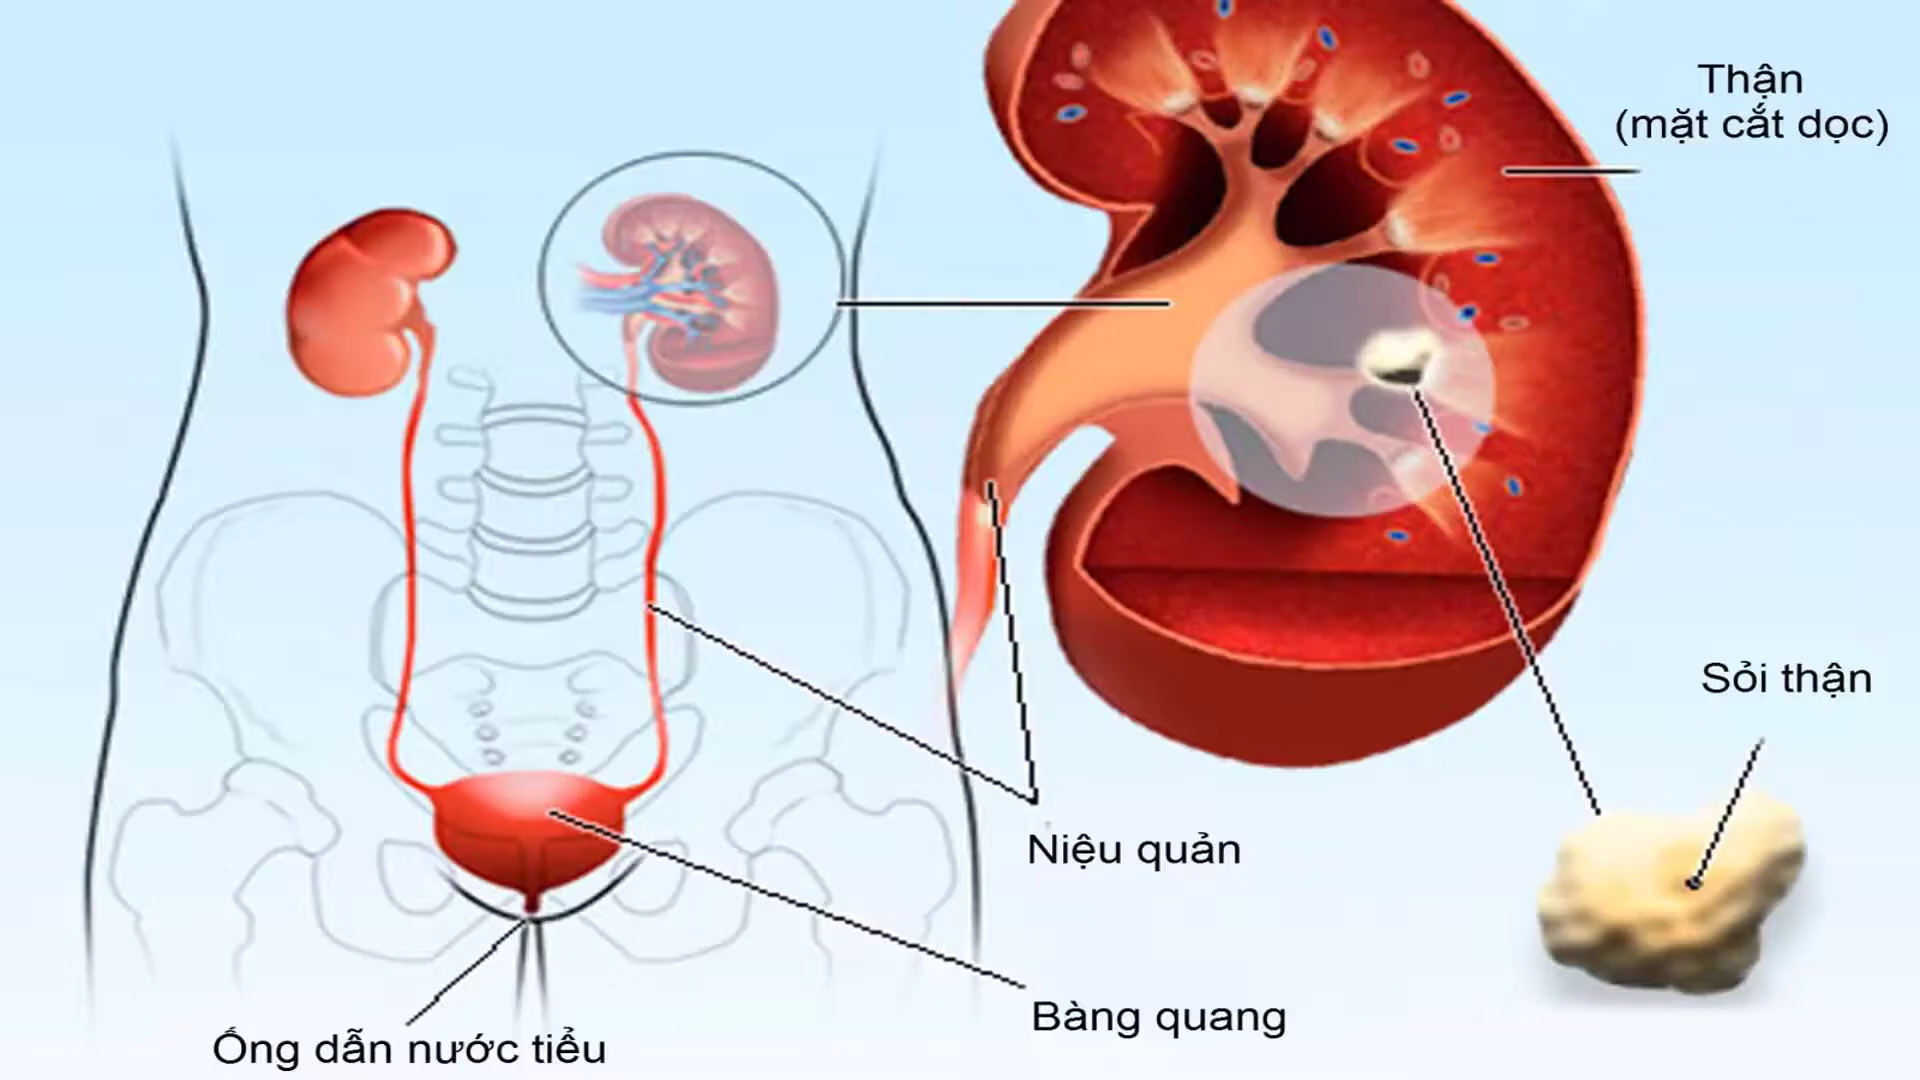 Thận
(mặt cắt dọc)
Sỏi thận
Niệu quản
Bàng quang
Ống dẫn nước tiểu